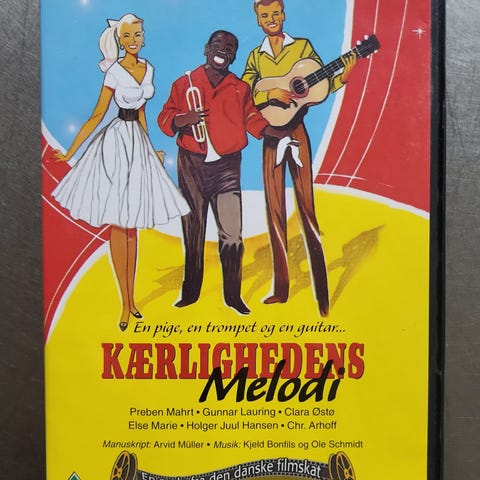 En pige, en trompet og en guitar...
KÆRLIGHEDENS
Melodi
Preben Mahrt • Gunnar Lauring • Clara Østø
Else Marie • Holger Juul Hansen • Chr. Arhoff
Manuskript: Arvid Müller • Musik: Kjeld Bonfils og Ole Schmidt
den danske filmskat